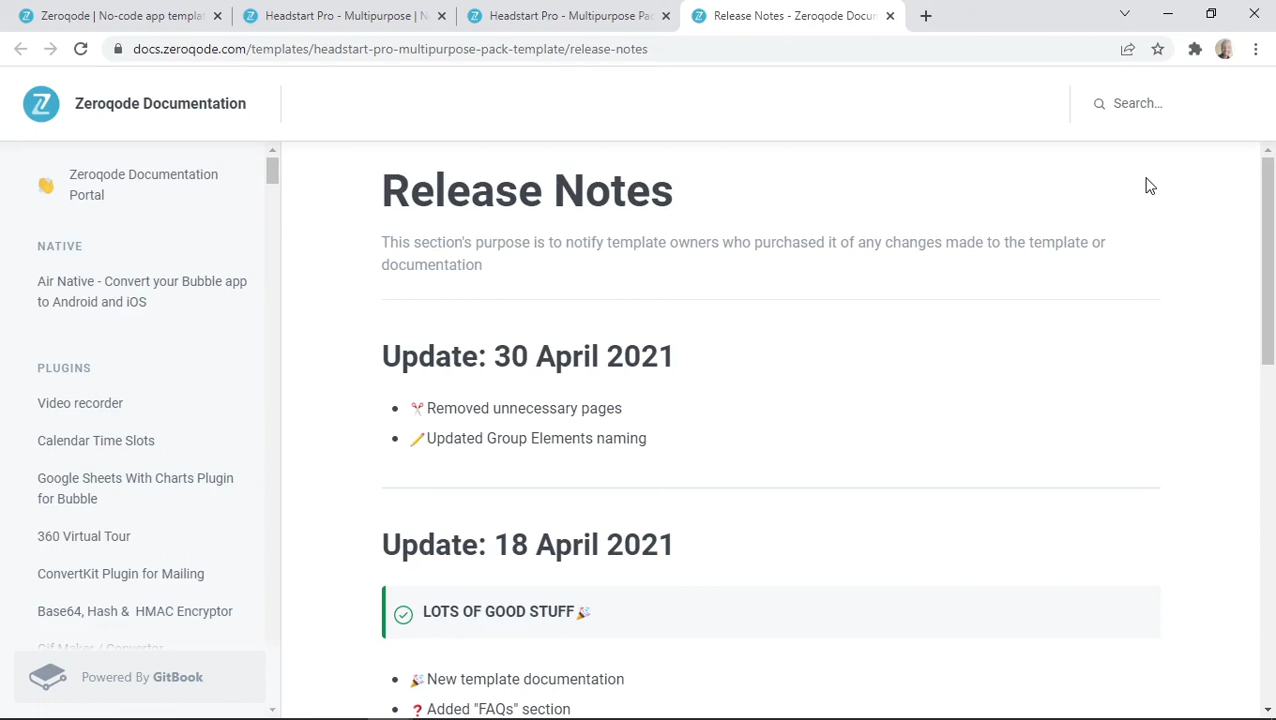 Zeroqode | No-code app templat
Headstart Pro - Multipurpose | N
Headstart Pro - Multipurpose Pac
Release Notes - Zeroqode Docum
docs.zeroqode.com/templates/headstart-pro-multipurpose-pack-template/release-notes
Zeroqode Documentation
Search...
Zeroqode Documentation
Portal
NATIVE
Air Native - Convert your Bubble app
to Android and iOS
PLUGINS
Video recorder
Calendar Time Slots
Google Sheets With Charts Plugin
for Bubble
360 Virtual Tour
ConvertKit Plugin for Mailing
Base64, Hash & HMAC Encryptor
Gif Maker / Convertor
Powered By GitBook
Release Notes
This section's purpose is to notify template owners who purchased it of any changes made to the template or
documentation
Update: 30 April 2021
Removed unnecessary pages
Updated Group Elements naming
Update: 18 April 2021
LOTS OF GOOD STUFF
New template documentation
Added "FAQs" section